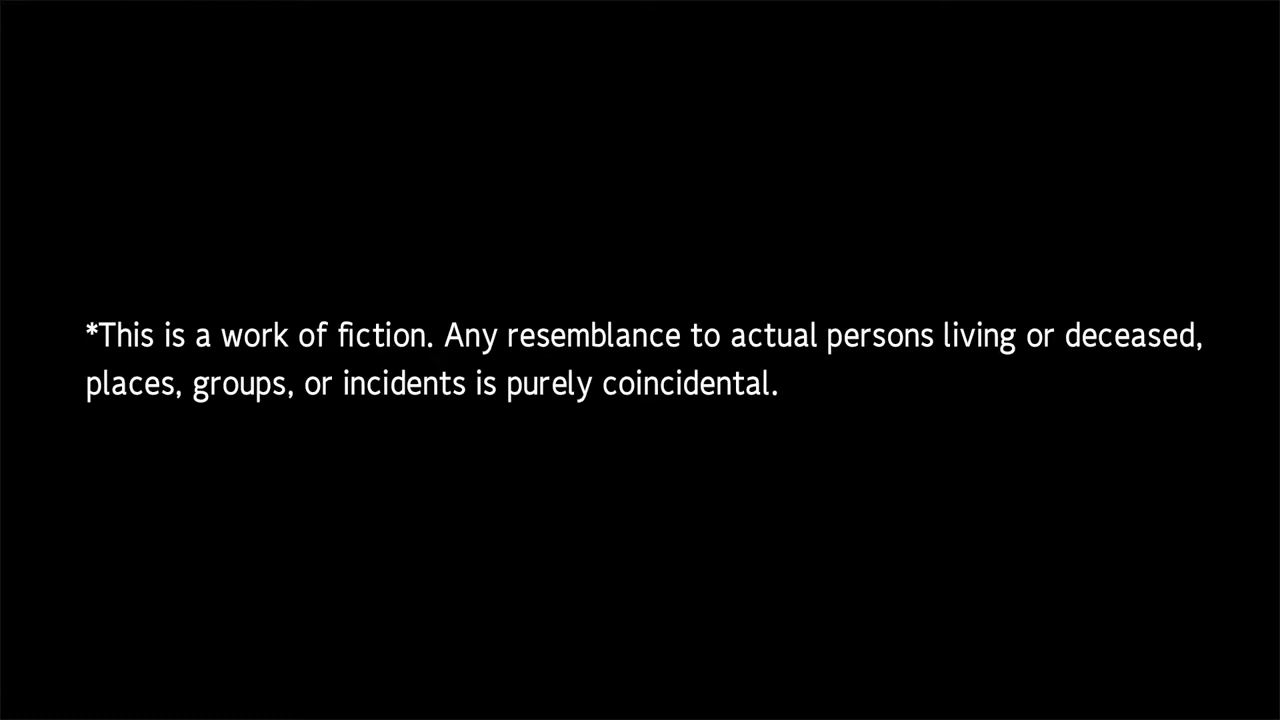 *This is a work of fiction. Any resemblance to actual persons living or deceased,
places, groups, or incidents is purely coincidental.